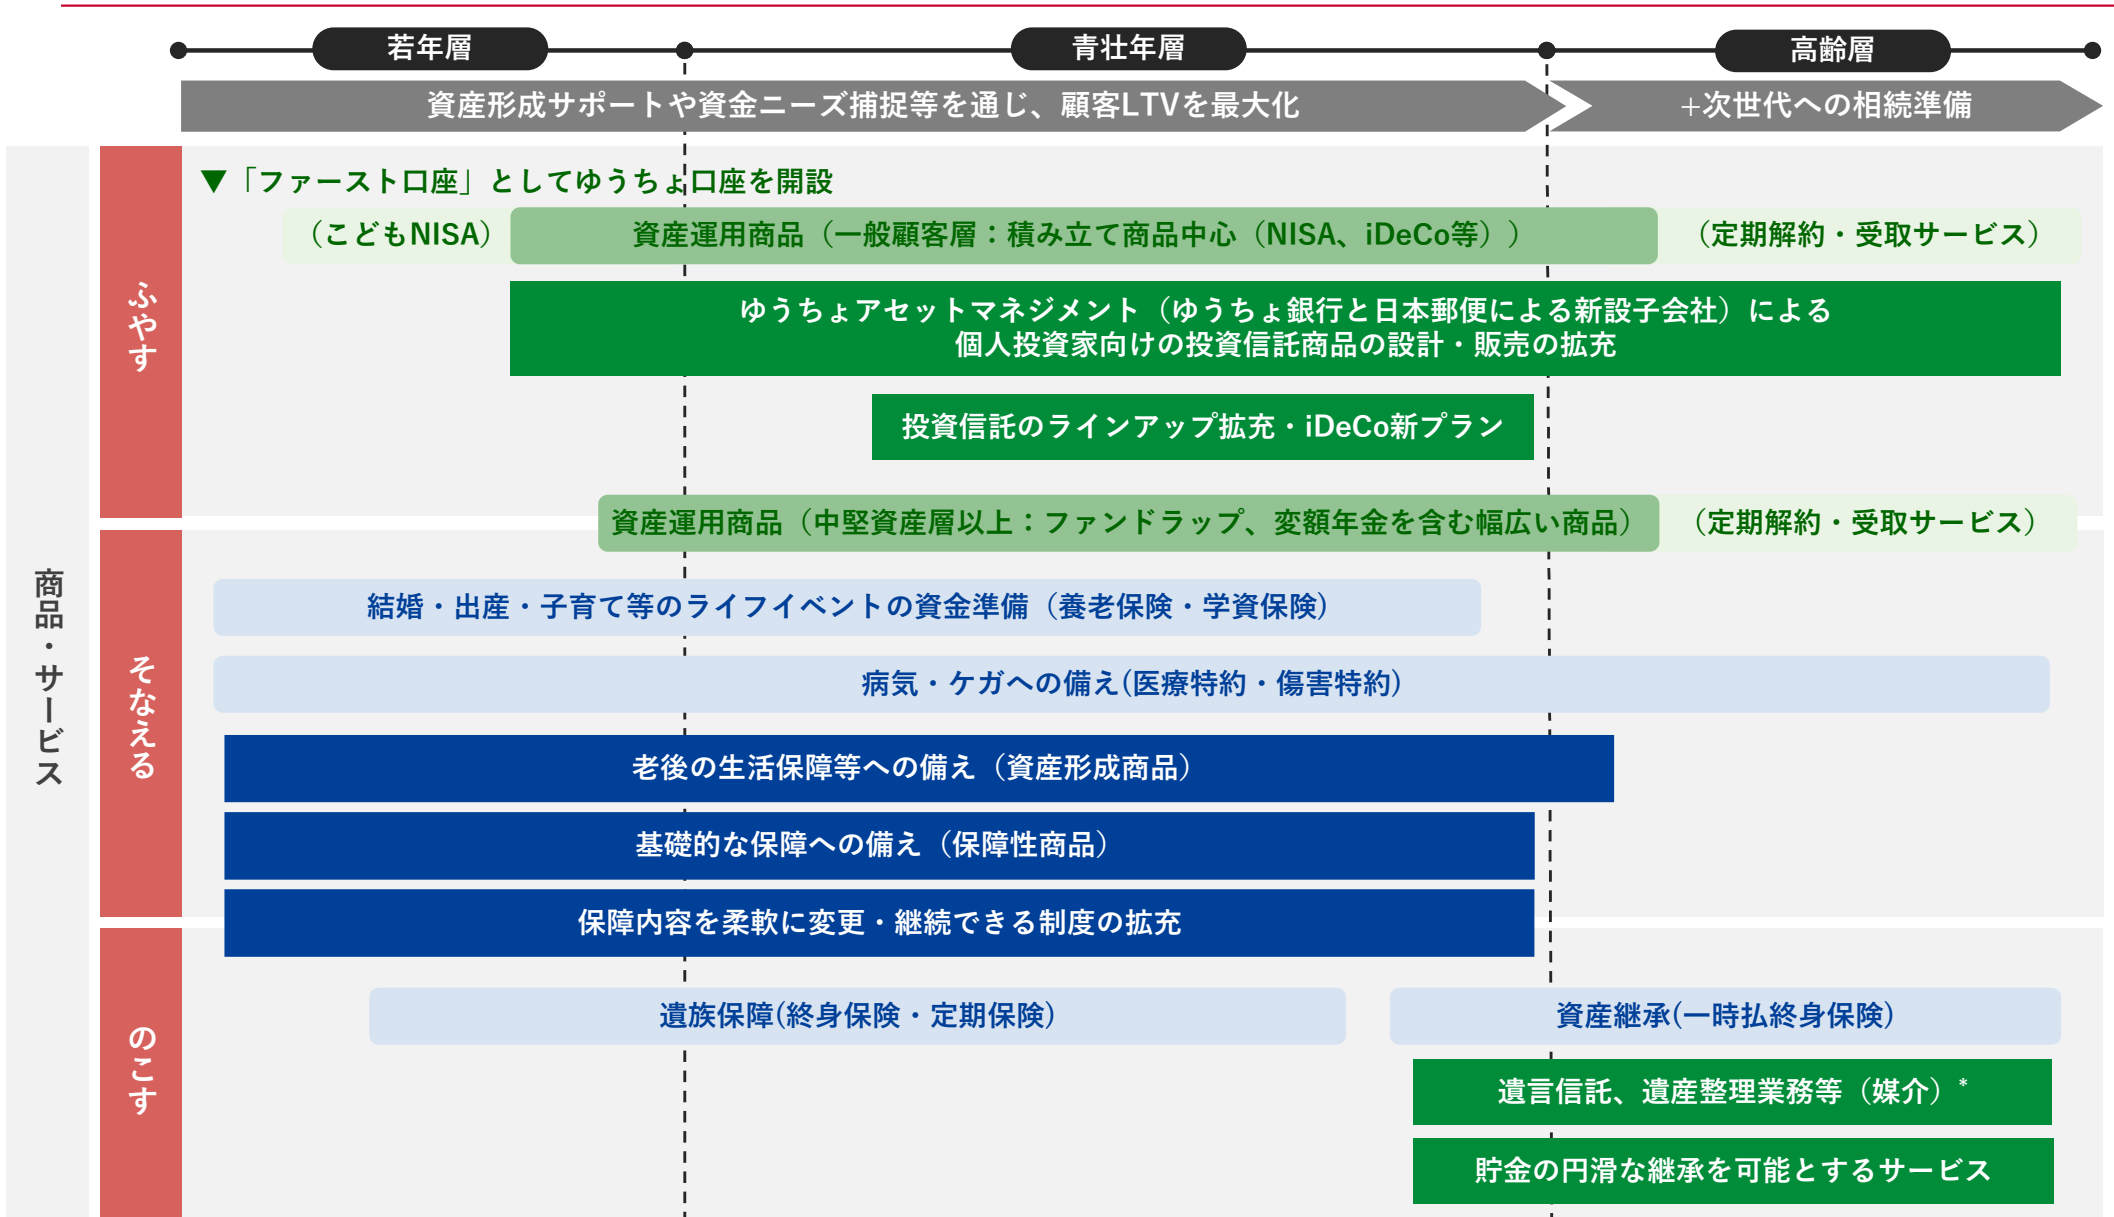 若年層
青壮年層
高齢層
資産形成サポートや資金ニーズ捕捉等を通じ、顧客LTVを最大化
+次世代への相続準備
商品・サービス
ふやす
▼「ファースト口座」としてゆうちょ口座を開設
（こどもNISA）
資産運用商品（一般顧客層：積み立て商品中心（NISA、iDeCo等））
（定期解約・受取サービス）
ゆうちょアセットマネジメント（ゆうちょ銀行と日本郵便による新設子会社）による
個人投資家向けの投資信託商品の設計・販売の拡充
投資信託のラインアップ拡充・iDeCo新プラン
資産運用商品（中堅資産層以上：ファンドラップ、変額年金を含む幅広い商品）
（定期解約・受取サービス）
そなえる
結婚・出産・子育て等のライフイベントの資金準備（養老保険・学資保険）
病気・ケガへの備え(医療特約・傷害特約)
老後の生活保障等への備え（資産形成商品）
基礎的な保障への備え（保障性商品）
保障内容を柔軟に変更・継続できる制度の拡充
のこす
遺族保障(終身保険・定期保険)
資産継承(一時払終身保険)
遺言信託、遺産整理業務等（媒介）*
貯金の円滑な継承を可能とするサービス